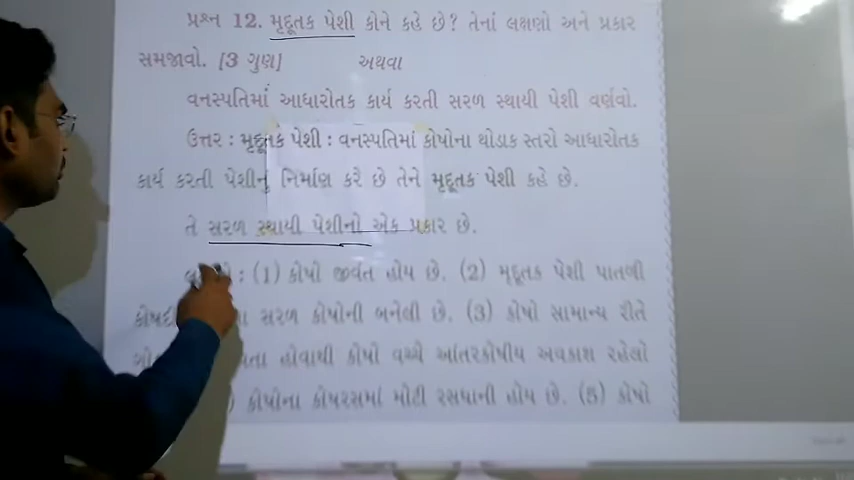 પ્રશ્ન 12. મૃદૂતક પેશી કોને કહે છે? તેનાં લક્ષણો અને પ્રકાર
સમજાવો. [3 ગુણ] અથવા
વનસ્પતિમાં આધારોતક કાર્ય કરતી સરળ સ્થાયી પેશી વર્ણવો.
ઉત્તર : મૃદૂતક પેશી : વનસ્પતિમાં કોષોના થોડાક સ્તરો આધારોતક
કાર્ય કરતી પેશીનું નિર્માણ કરે છે તેને મૃદૂતક પેશી કહે છે.
તે સરળ સ્થાયી પેશીનો એક પ્રકાર છે.
: (1) કોષો જીવંત હોય છે. (2) મૃદૂતક પેશી પાતળી
સરળ કોષોની બનેલી છે. (3) કોષો સામાન્ય રીતે
હોવાથી કોષો વચ્ચે આંતરકોષીય અવકાશ રહેલો
કોષોના કોષરસમાં મોટી રસધાની હોય છે. (5) કોષો